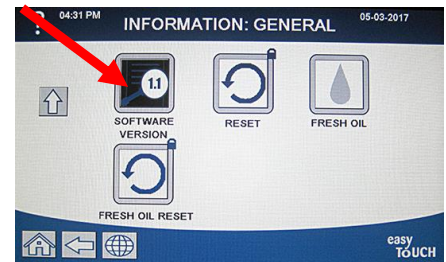 04:31 PM
INFORMATION: GENERAL
05-03-2017
1.1
SOFTWARE
VERSION
RESET
FRESH OIL
FRESH OIL RESET
easy
ToUCH